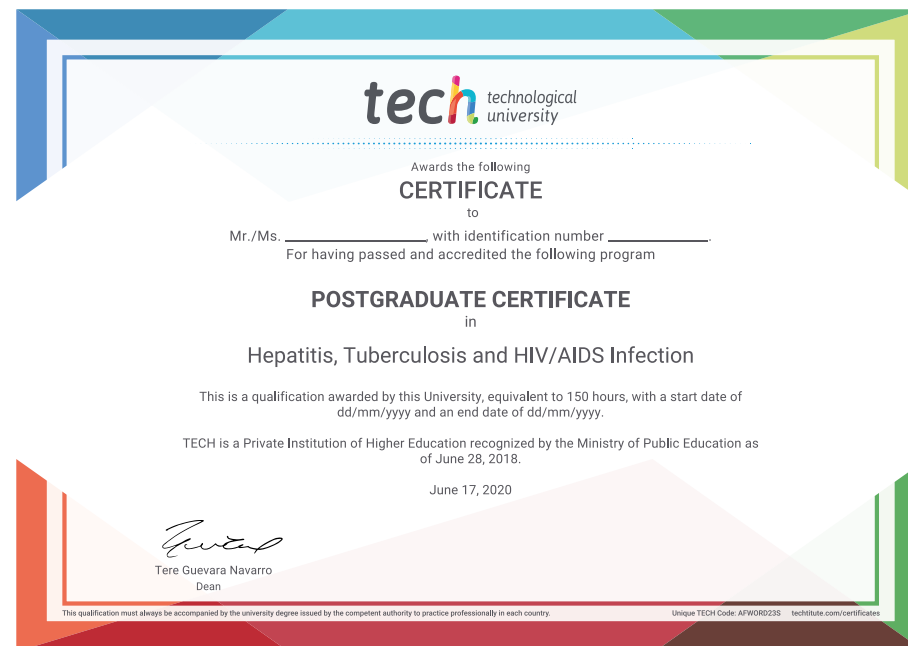 tech technological
university
Awards the following
CERTIFICATE
to
Mr./Ms. ____________, with identification number ____________.
For having passed and accredited the following program
POSTGRADUATE CERTIFICATE
in
Hepatitis, Tuberculosis and HIV/AIDS Infection
This is a qualification awarded by this University, equivalent to 150 hours, with a start date of
dd/mm/yyyy and an end date of dd/mm/yyyy.
TECH is a Private Institution of Higher Education recognized by the Ministry of Public Education as
of June 28, 2018.
June 17, 2020
Tere Guevara Navarro
Dean
This qualification must always be accompanied by the university degree issued by the competent authority to practice professionally in each country. Unique TECH Code: AFWORD23S techtitute.com/certificates